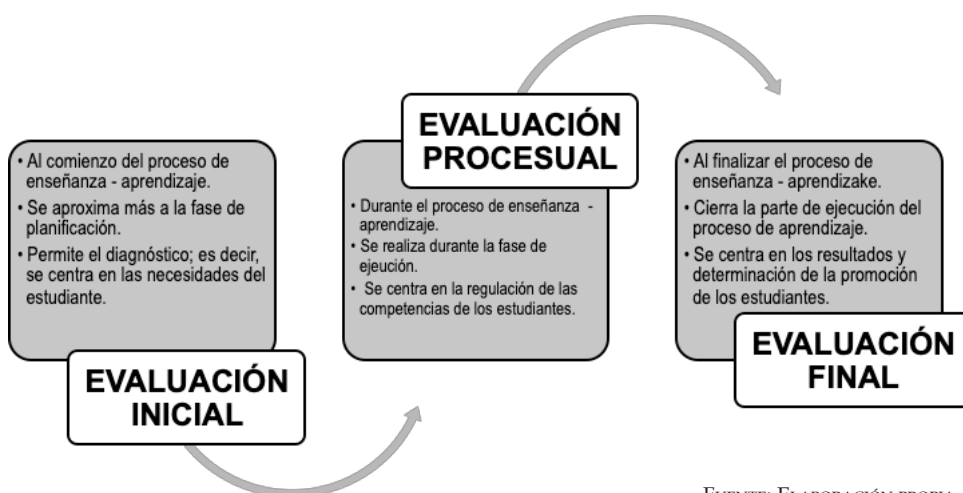 • Al comienzo del proceso de
enseñanza - aprendizaje.
• Se aproxima más a la fase de
planificación.
• Permite el diagnóstico; es decir,
se centra en las necesidades del
estudiante.
EVALUACIÓN
INICIAL
EVALUACIÓN
PROCESUAL
• Durante el proceso de enseñanza -
aprendizaje.
• Se realiza durante la fase de
ejeución.
• Se centra en la regulación de las
competencias de los estudiantes.
• Al finalizar el proceso de
enseñanza - aprendizake.
• Cierra la parte de ejecución del
proceso de aprendizaje.
• Se centra en los resultados y
determinación de la promoción
de los estudiantes.
EVALUACIÓN
FINAL
FUENTE: ELABORACIÓN PROPIA